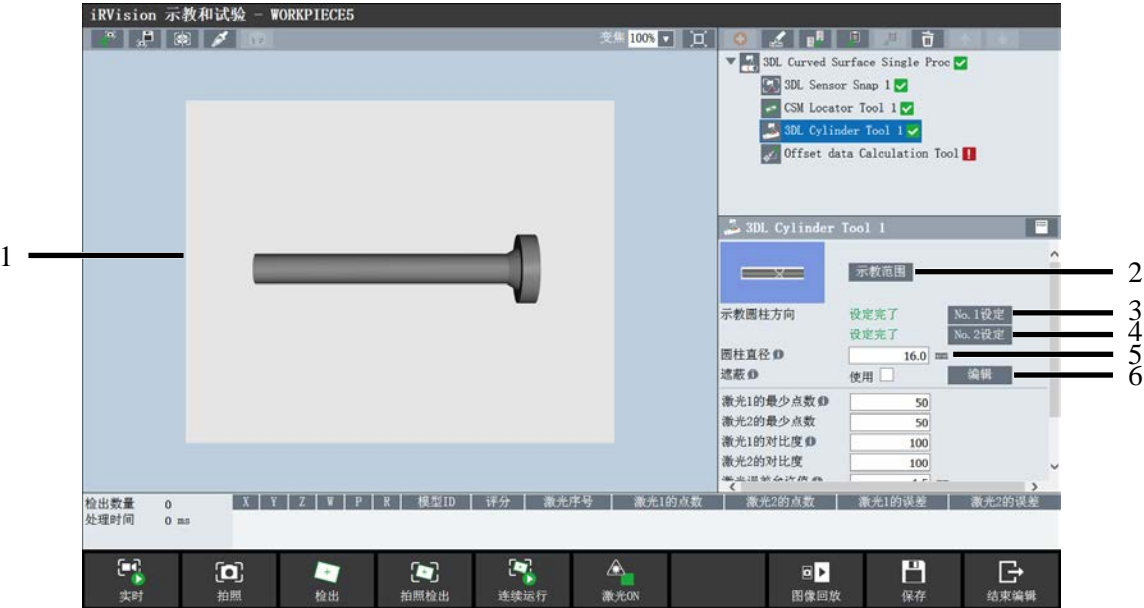 iRVision 示教和试验 - WORKPIECE5
变焦 100%
3DL Curved Surface Single Proc
3DL Sensor Snap 1
CSM Locator Tool 1
3DL Cylinder Tool 1
Offset data Calculation Tool
3DL Cylinder Tool 1
1
示教范围
2
示教圆柱方向 设定完了 No.1设定
3
设定完了 No.2设定
4
圆柱直径 16.0 mm
5
遮蔽 使用 编辑
6
激光1的最少点数 50
激光2的最少点数 50
激光1的对比度 100
激光2的对比度 100
检出数量 0
X Y Z W P R 模型ID 评分 激光序号 激光1的点数 激光2的点数 激光1的误差 激光2的误差
处理时间 0 ms
实时 拍照 检出 拍照检出 连续运行 激光ON 图像回放 保存 结束编辑